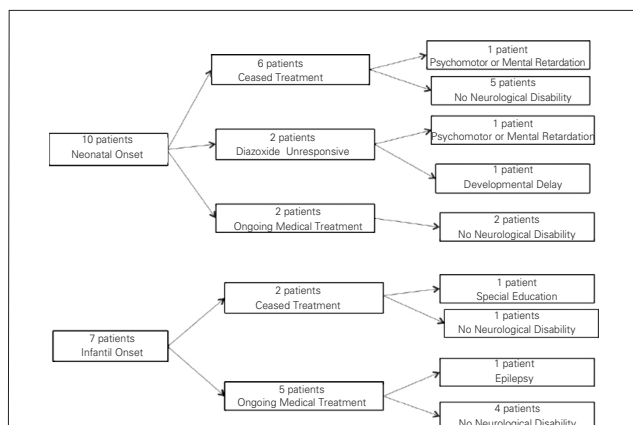 10 patients
Neonatal Onset
6 patients
Ceased Treatment
1 patient
Psychomotor or Mental Retardation
5 patients
No Neurological Disability
2 patients
Diazoxide Unresponsive
1 patient
Psychomotor or Mental Retardation
1 patient
Developmental Delay
2 patients
Ongoing Medical Treatment
2 patients
No Neurological Disability
7 patients
Infantil Onset
2 patients
Ceased Treatment
1 patient
Special Education
1 patients
No Neurological Disability
5 patients
Ongoing Medical Treatment
1 patient
Epilepsy
4 patients
No Neurological Disability